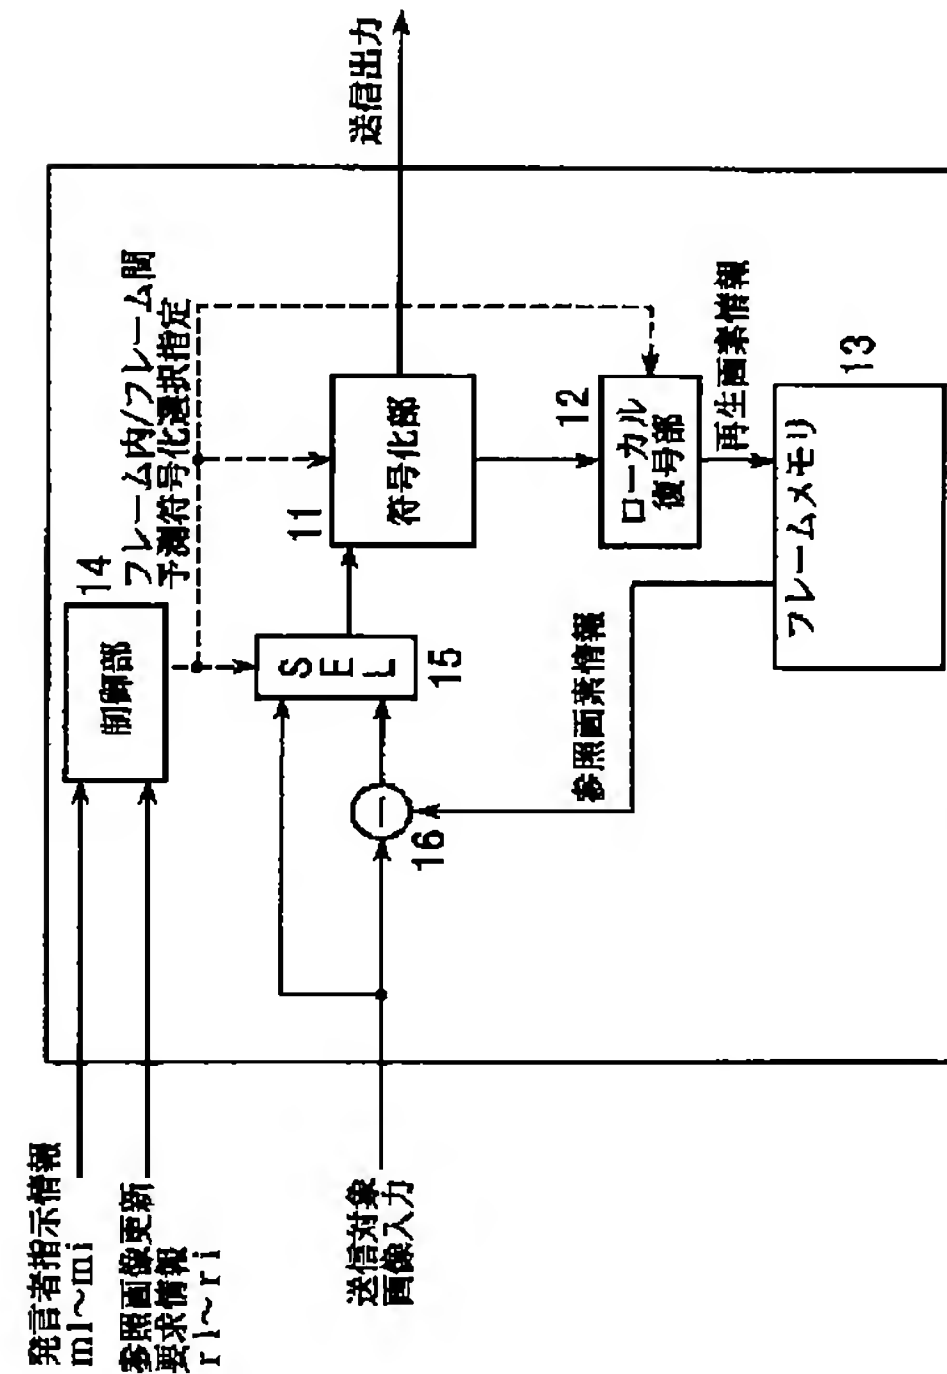 発言者指示情報
m1~mi
参照画像更新
要求情報
r1~ri
送信対象
画像入力
制御部
14
フレーム内/フレーム間
予測符号化選択指定
SEL
15
16
11
符号化部
送信出力
12
ローカル
復号部
再生画素情報
参照画素情報
フレームメモリ
13